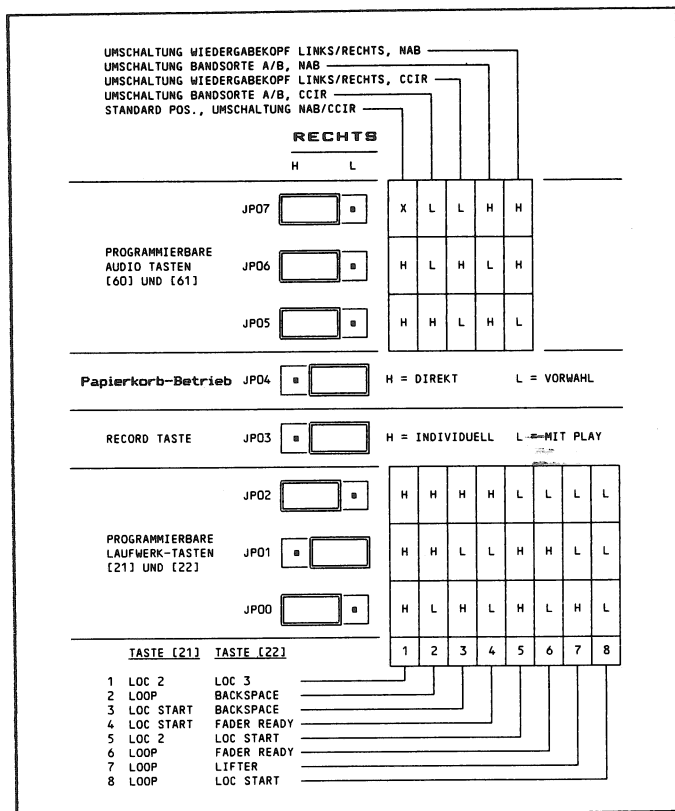 UMSCHALTUNG WIEDERGABEKOPF LINKS/RECHTS, NAB
UMSCHALTUNG BANDSORTE A/B, NAB
UMSCHALTUNG WIEDERGABEKOPF LINKS/RECHTS, CCIR
UMSCHALTUNG BANDSORTE A/B, CCIR
STANDARD POS., UMSCHALTUNG NAB/CCIR
RECHTS
H L
JP07 X L L H H
PROGRAMMIERBARE
AUDIO TASTEN
[60] UND [61]
JP06 H L H L H
JP05 H H L H L
Papierkorb-Betrieb JP04 H = DIREKT L = VORWAHL
RECORD TASTE JP03 H = INDIVIDUELL L = MIT PLAY
JP02 H H H H L L L L
PROGRAMMIERBARE
LAUFWERK-TASTEN
[21] UND [22]
JP01 H H L L H H L L
JP00 H L H L H L H L
TASTE [21] TASTE [22] 1 2 3 4 5 6 7 8
1 LOC 2 LOC 3
2 LOOP BACKSPACE
3 LOC START BACKSPACE
4 LOC START FADER READY
5 LOC 2 LOC START
6 LOOP FADER READY
7 LOOP LIFTER
8 LOOP LOC START